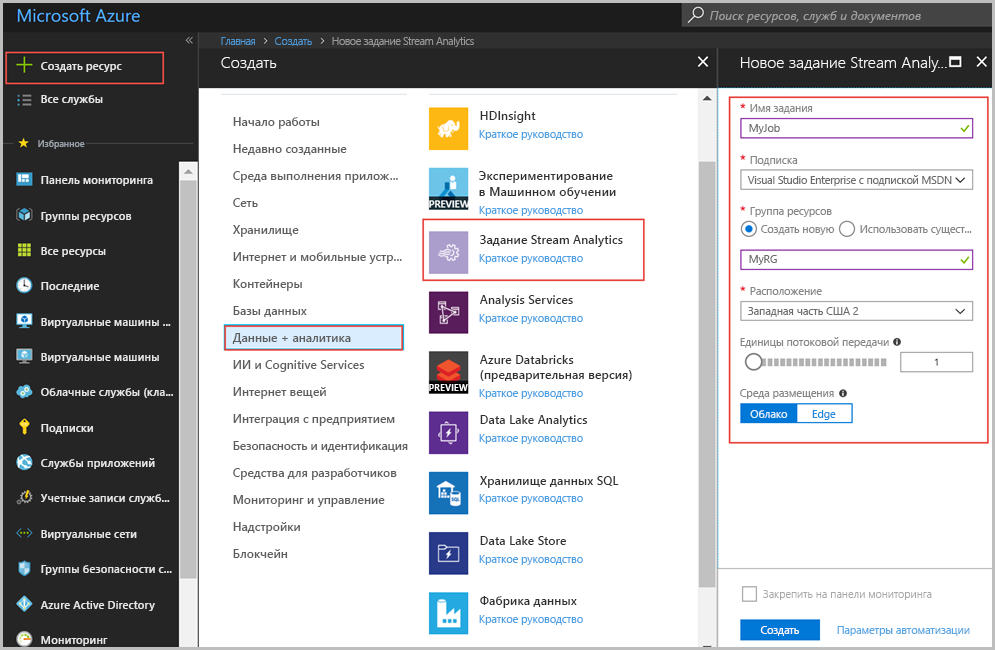 Microsoft Azure
Поиск ресурсов, служб и документов
Создать ресурс
Все службы
Избранное
Панель мониторинга
Группы ресурсов
Все ресурсы
Последние
Виртуальные машины ...
Виртуальные машины
Облачные службы (кла...
Подписки
Службы приложений
Учетные записи служб...
Виртуальные сети
Группы безопасности с...
Azure Active Directory
Мониторинг
Главная > Создать > Новое задание Stream Analytics
Создать
Начало работы
Недавно созданные
Среда выполнения прилож...
Сеть
Хранилище
Интернет и мобильные устр...
Контейнеры
Базы данных
Данные + аналитика
ИИ и Cognitive Services
Интернет вещей
Интеграция с предприятием
Безопасность и идентификация
Средства для разработчиков
Мониторинг и управление
Надстройки
Блокчейн
HDInsight
Краткое руководство
PREVIEW
Экспериментирование
в Машинном обучении
Краткое руководство
Задание Stream Analytics
Краткое руководство
Analysis Services
Краткое руководство
PREVIEW
Azure Databricks
(предварительная версия)
Краткое руководство
Data Lake Analytics
Краткое руководство
Хранилище данных SQL
Краткое руководство
Data Lake Store
Краткое руководство
Фабрика данных
Краткое руководство
Новое задание Stream Analy...
* Имя задания
MyJob
* Подписка
Visual Studio Enterprise с подпиской MSDN
* Группа ресурсов
Создать новую Использовать сущест...
MyRG
* Расположение
Западная часть США 2
Единицы потоковой передачи
1
Среда размещения
Облако Edge
Закрепить на панели мониторинга
Создать Параметры автоматизации